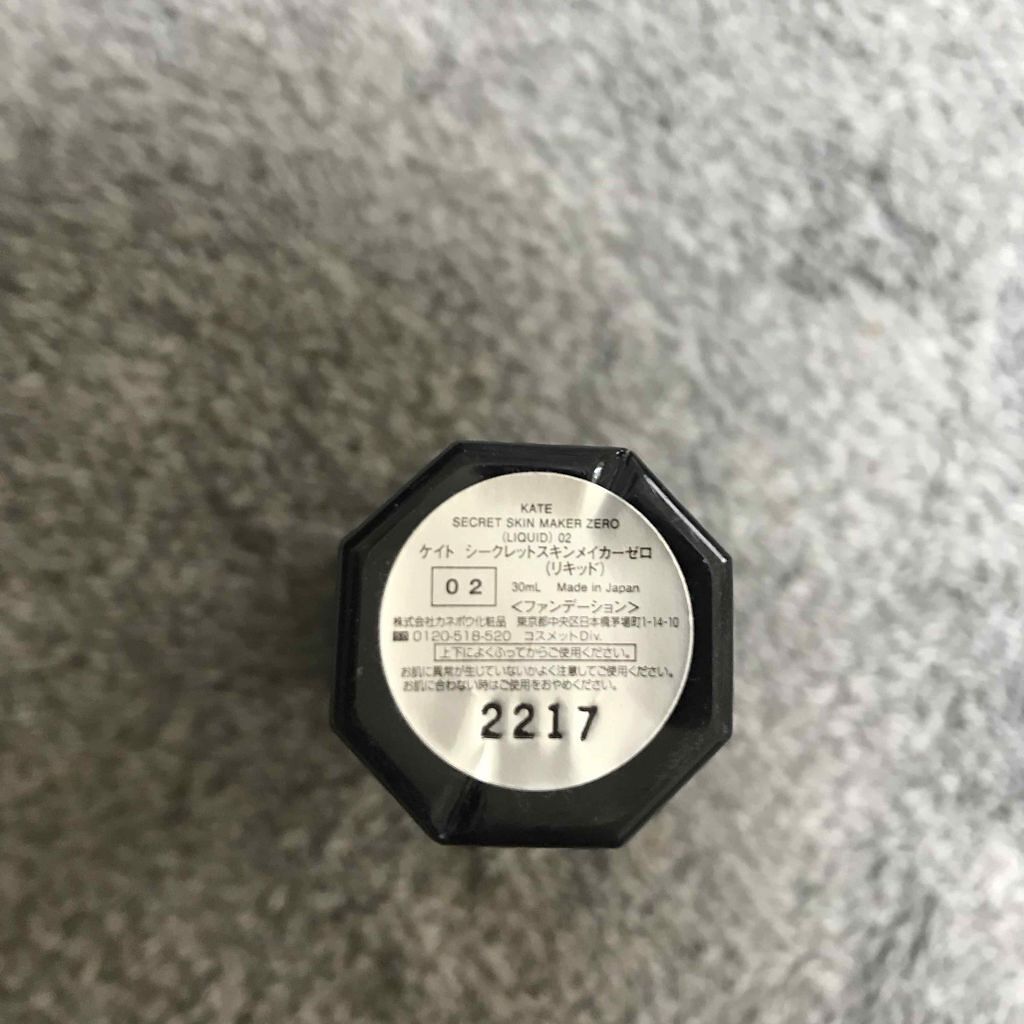 KATE
SECRET SKIN MAKER ZERO
(LIQUID) 02
ケイト シークレットスキンメイカーゼロ
(リキッド)
02 30mL Made in Japan
<ファンデーション>
株式会社カネボウ化粧品 東京都中央区日本橋茅場町1-14-10
0120-518-520 コスメットDiv.
上下によくふってからご使用ください。
お肌に異常が生じていないかよく注意してご使用ください。
お肌に合わない時はご使用をおやめください。
2217